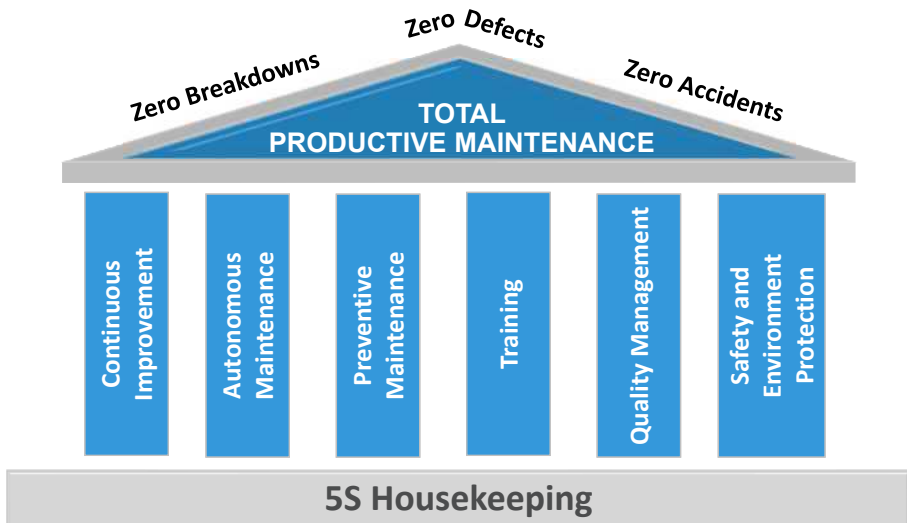 Zero Defects
Zero Breakdowns
Zero Accidents
TOTAL
PRODUCTIVE MAINTENANCE
Continuous
Improvement
Autonomous
Maintenance
Preventive
Maintenance
Training
Quality Management
Safety and
Environment
Protection
5S Housekeeping